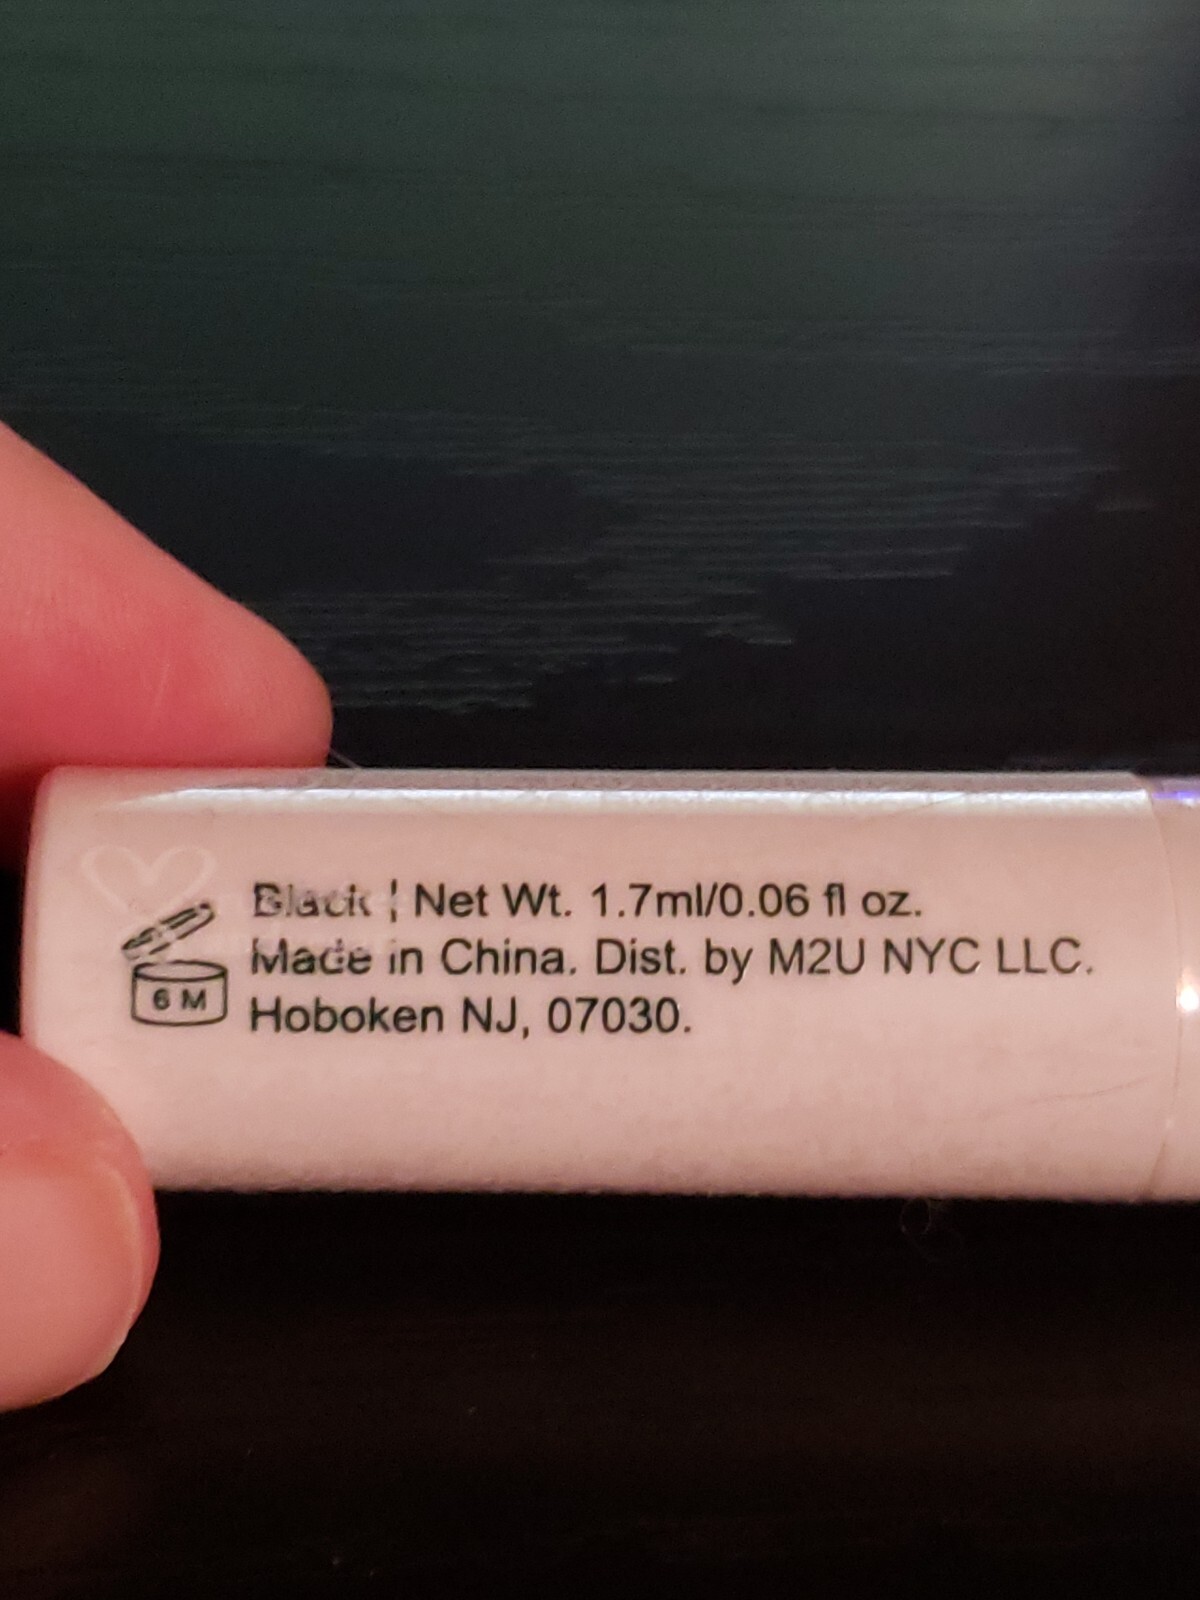 Black ¦ Net Wt. 1.7ml/0.06 fl oz.
Made in China. Dist. by M2U NYC LLC.
Hoboken NJ, 07030.
6 M